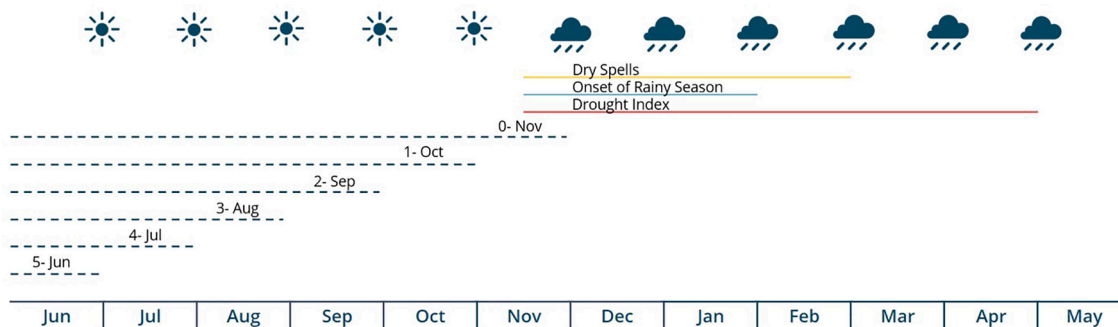 Dry Spells
Onset of Rainy Season
Drought Index
0- Nov
1- Oct
2- Sep
3- Aug
4- Jul
5- Jun
Jun Jul Aug Sep Oct Nov Dec Jan Feb Mar Apr May